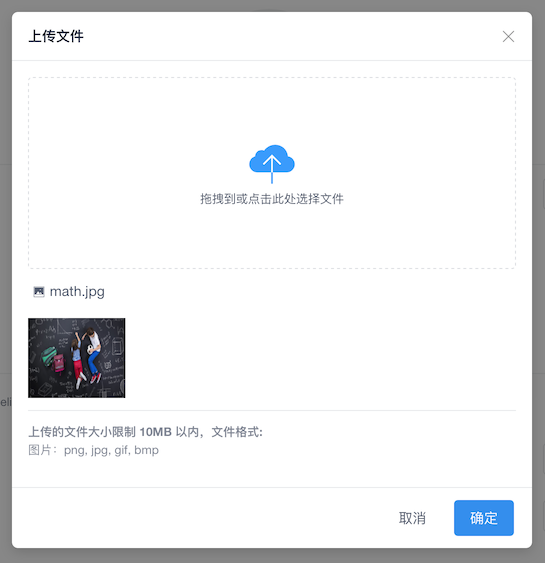 上传文件
拖拽到或点击此处选择文件
math.jpg
eli
上传的文件大小限制 10MB 以内，文件格式:
图片：png, jpg, gif, bmp
取消
确定